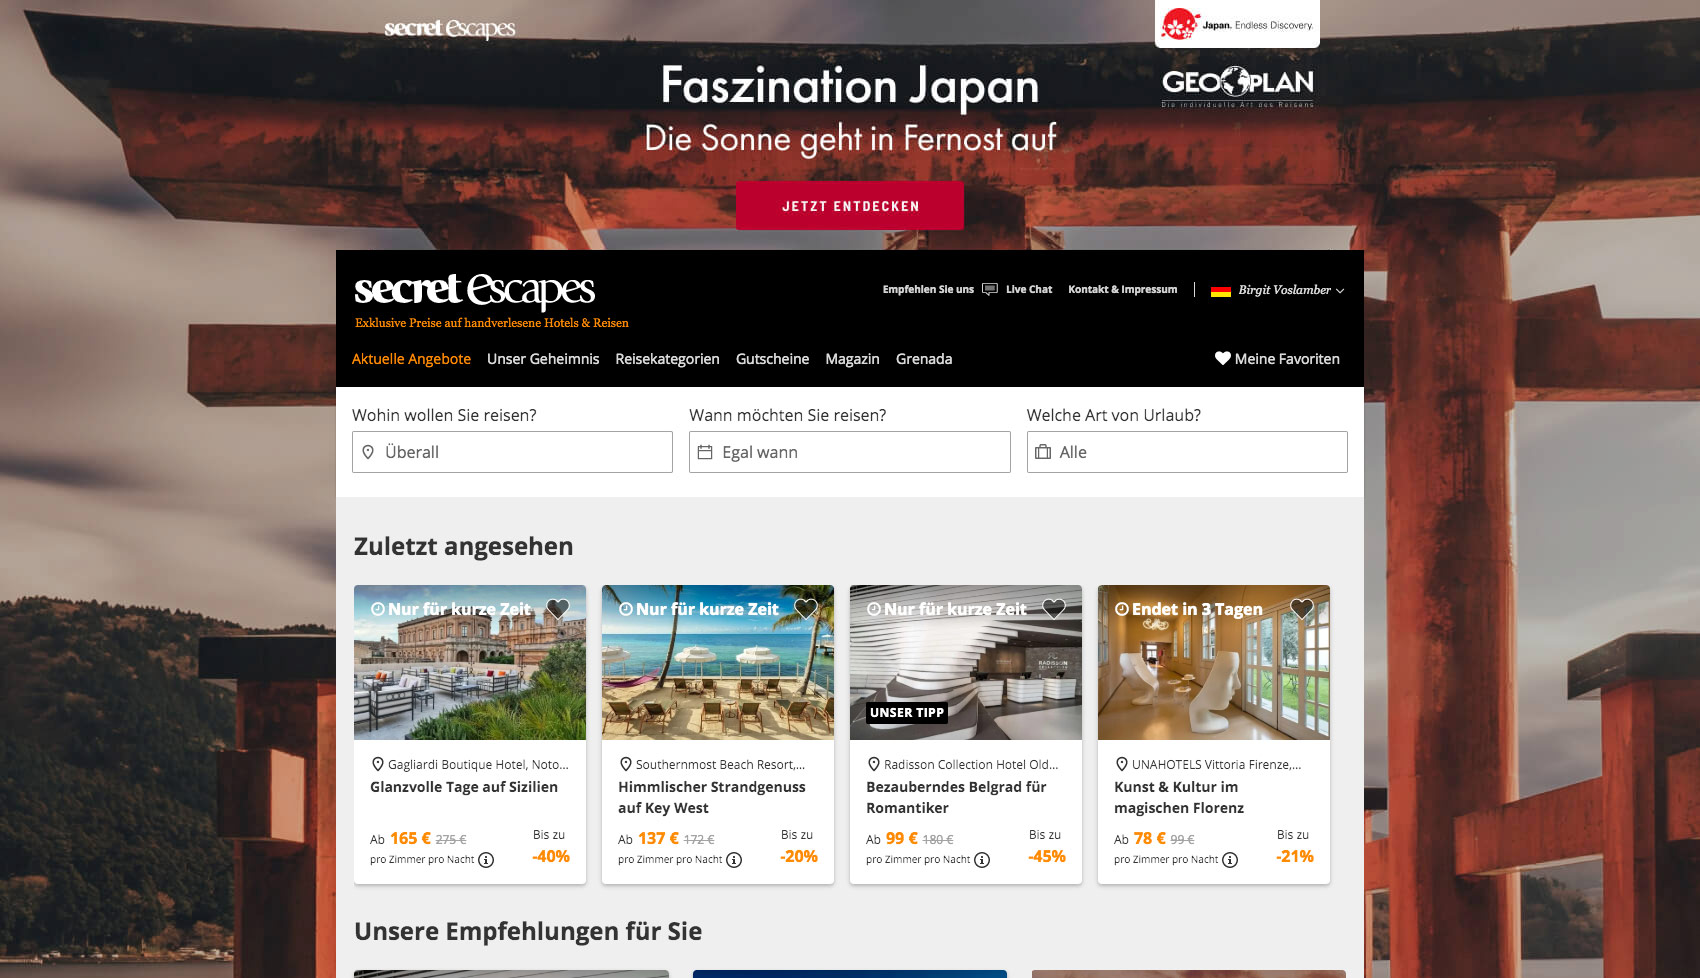 secret escapes
Japan. Endless Discovery.
Faszination Japan
GEOPLAN
Die individuelle Art des Reisens
Die Sonne geht in Fernost auf
JETZT ENTDECKEN
secret escapes
Exklusive Preise auf handverlesene Hotels & Reisen
Empfehlen Sie uns Live Chat Kontakt & Impressum Birgit Voslamber
Aktuelle Angebote Unser Geheimnis Reisekategorien Gutscheine Magazin Grenada Meine Favoriten
Wohin wollen Sie reisen? Wann möchten Sie reisen? Welche Art von Urlaub?
Überall Egal wann Alle
Zuletzt angesehen
Nur für kurze Zeit
Gagliardi Boutique Hotel, Noto...
Glanzvolle Tage auf Sizilien
Ab 165 € 275 €
pro Zimmer pro Nacht
Bis zu
-40%
Nur für kurze Zeit
Southernmost Beach Resort,...
Himmlischer Strandgenuss
auf Key West
Ab 137 € 172 €
pro Zimmer pro Nacht
Bis zu
-20%
Nur für kurze Zeit
RADISSON
UNSER TIPP
Radisson Collection Hotel Old...
Bezauberndes Belgrad für
Romantiker
Ab 99 € 180 €
pro Zimmer pro Nacht
Bis zu
-45%
Endet in 3 Tagen
UNAHOTELS Vittoria Firenze,...
Kunst & Kultur im
magischen Florenz
Ab 78 € 99 €
pro Zimmer pro Nacht
Bis zu
-21%
Unsere Empfehlungen für Sie